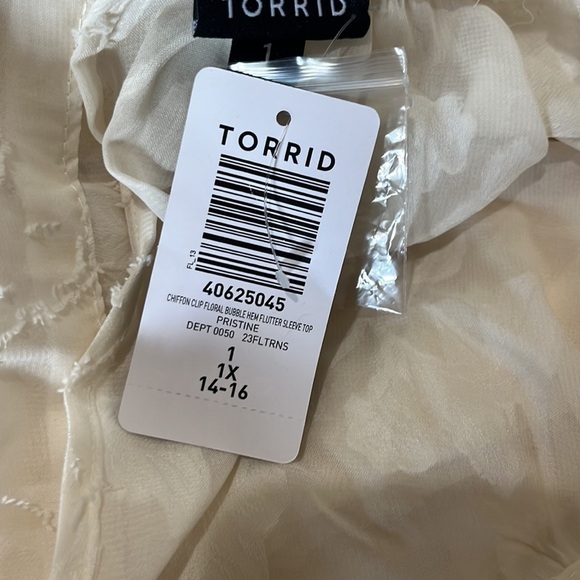 TORRID
1
TORRID
FL_13
40625045
CHIFFON CLIP FLORAL BUBBLE HEM FLUTTER SLEEVE TOP
PRISTINE
DEPT 0050 23FLTRNS
1
1X
14-16